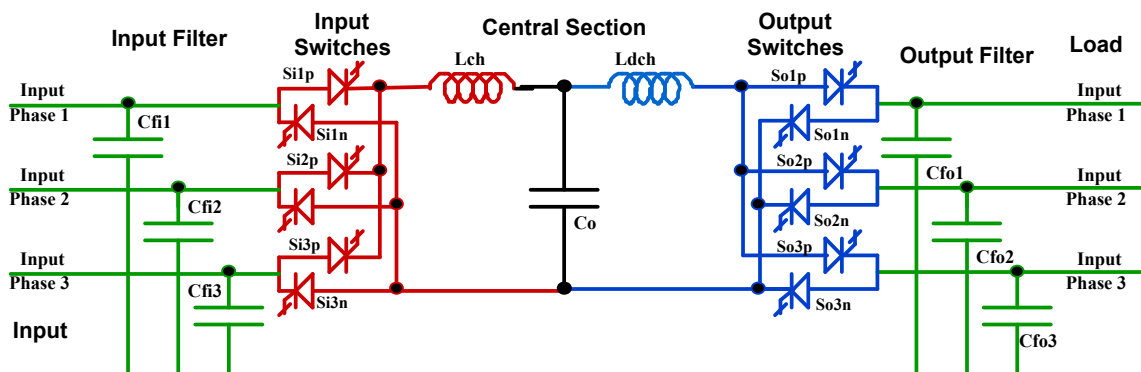 Input Filter
Input
Switches
Central Section
Output
Switches
Output Filter
Load
Si1p
Lch
Ldch
So1p
Input
Phase 1
Cfi1
Si1n
So1n
Cfo1
Input
Phase 1
Si2p
So2p
Input
Phase 2
Cfi2
Si2n
Co
So2n
Cfo2
Input
Phase 2
Si3p
So3p
Input
Phase 3
Cfi3
Si3n
So3n
Cfo3
Input
Phase 3
Input